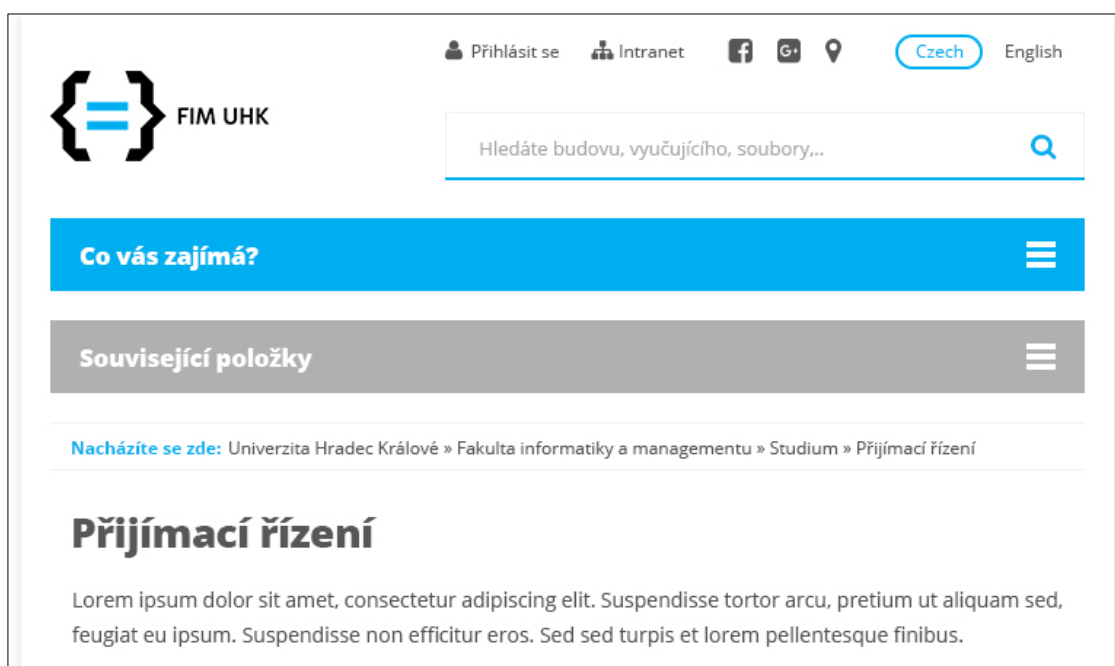 Přihlásit se Intranet Czech English
{=} FIM UHK
Hledáte budovu, vyučujícího, soubory,..
Co vás zajímá?
Související položky
Nacházíte se zde: Univerzita Hradec Králové » Fakulta informatiky a managementu » Studium » Přijímací řízení
Přijímací řízení
Lorem ipsum dolor sit amet, consectetur adipiscing elit. Suspendisse tortor arcu, pretium ut aliquam sed,
feugiat eu ipsum. Suspendisse non efficitur eros. Sed sed turpis et lorem pellentesque finibus.